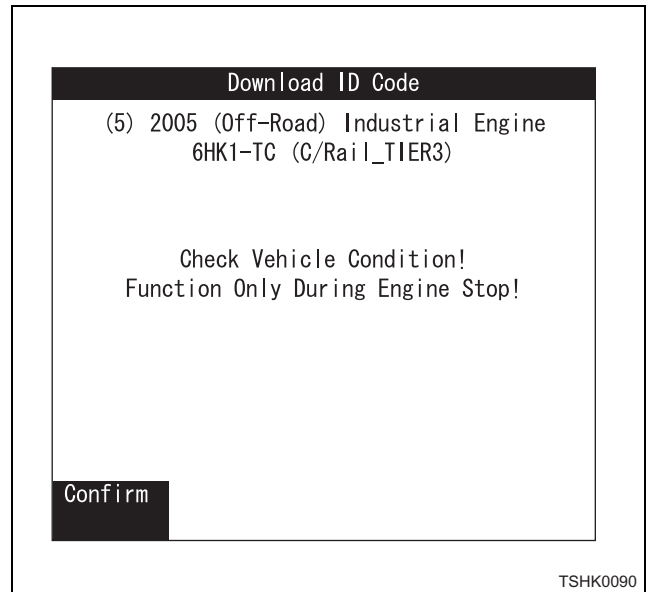 Download ID Code
(5) 2005 (Off-Road) Industrial Engine
6HK1-TC (C/Rail_TIER3)
Check Vehicle Condition!
Function Only During Engine Stop!
Confirm
TSHK0090